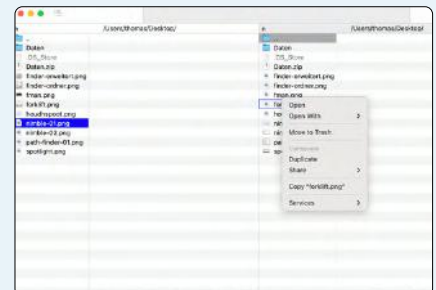 /Users/thomas/Desktop/
/Users/thomas/Desktop/
..
Daten
.DS_Store
Daten.zip
finder-erweitert.png
finder-ordner.png
fman.png
forklift.png
houdinspot.png
nimble-01.png
nimble-02.png
path-finder-01.png
spotlight.png
..
Daten
.DS_Store
Daten.zip
finder-erweitert.png
finder-ordner.png
fman.png
Open
Open With
Move to Trash
Duplicate
Share
Copy "forklift.png"
Services